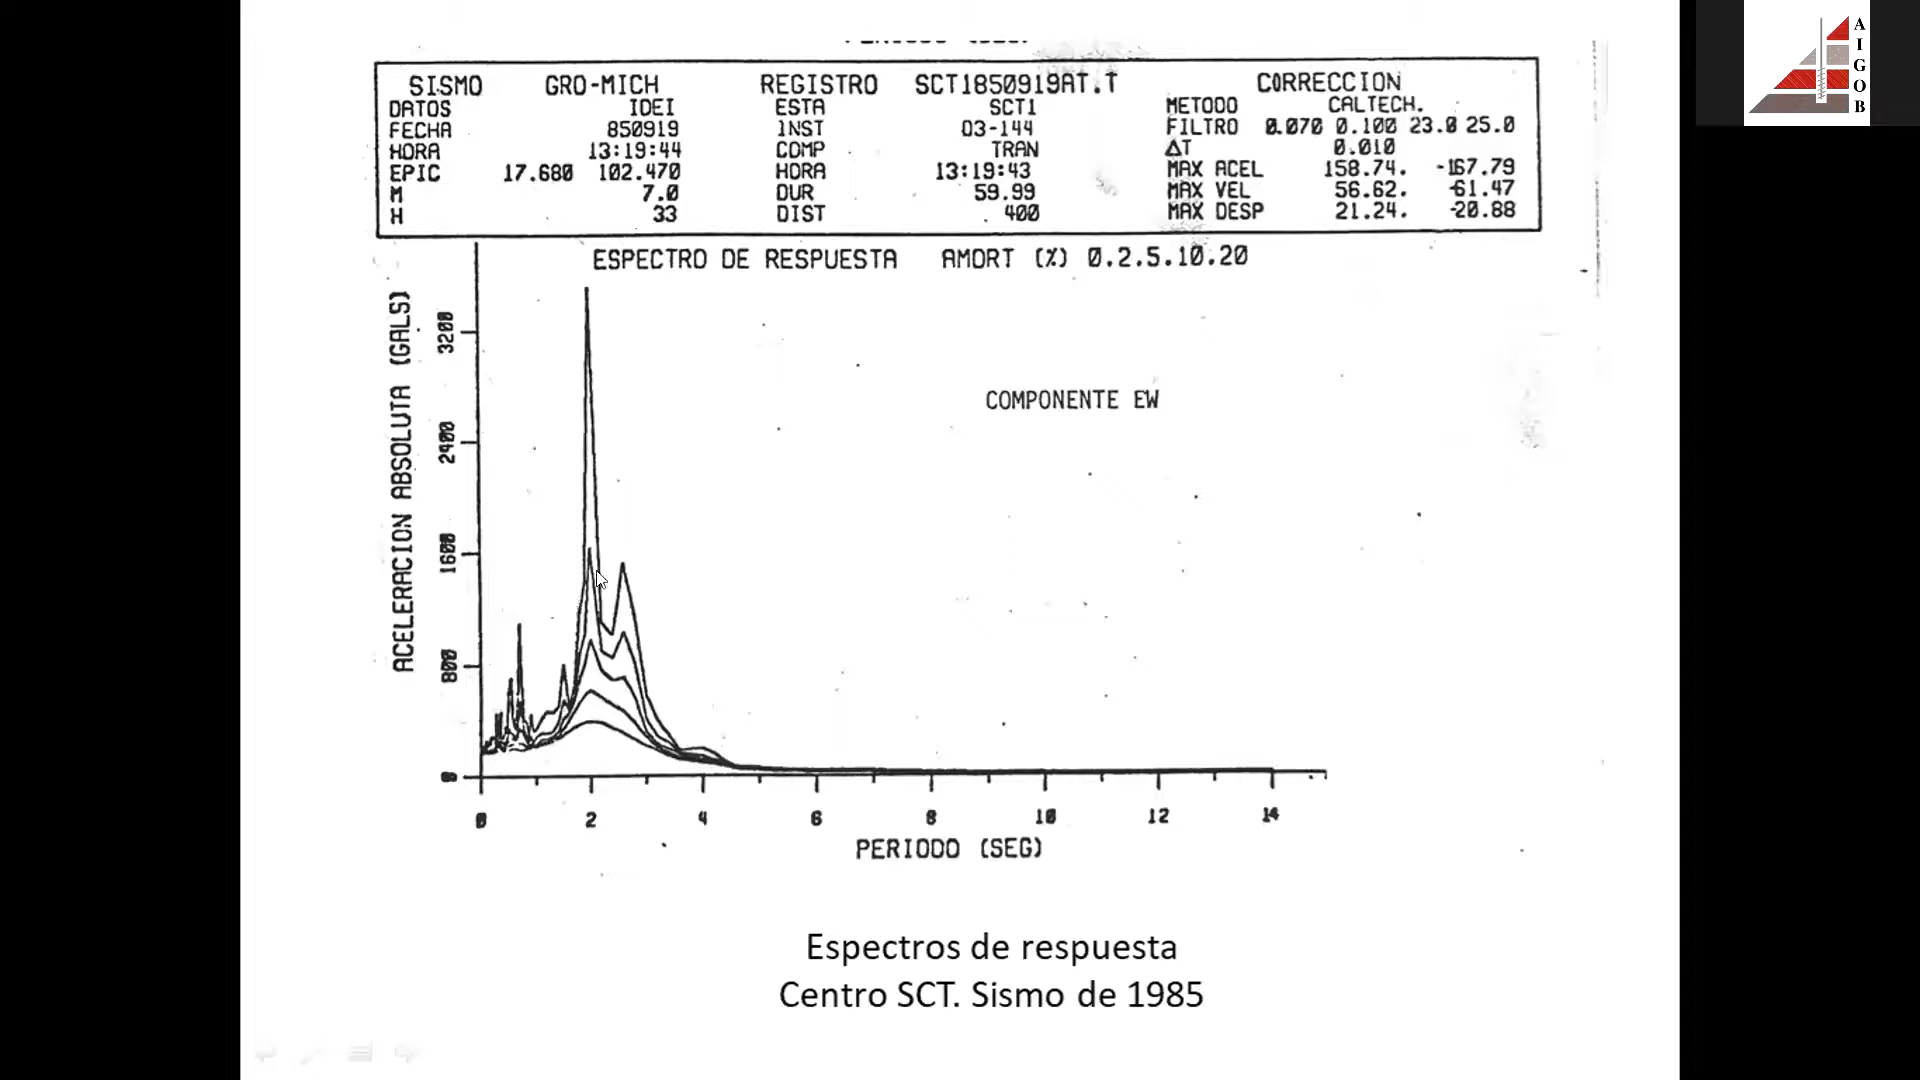 SISMO GRO-MICH REGISTRO SCT1850919AT.T CORRECCION
DATOS IDEI ESTA SCT1 METODO CALTECH.
FECHA 850919 INST 03-144 FILTRO 0.070 0.100 23.0 25.0
HORA 13:19:44 COMP TRAN ΔT 0.010
EPIC 17.680 102.470 HORA 13:19:43 MAX ACEL 158.74. -167.79
M 7.0 DUR 59.99 MAX VEL 56.62. -61.47
H 33 DIST 400 MAX DESP 21.24. -20.88
ESPECTRO DE RESPUESTA AMORT (%) 0.2.5.10.20
ACELERACION ABSOLUTA (GALS)
3200
2400
1600
800
0
COMPONENTE EW
0 2 4 6 8 10 12 14
PERIODO (SEG)
Espectros de respuesta
Centro SCT. Sismo de 1985
A
I
G
O
B